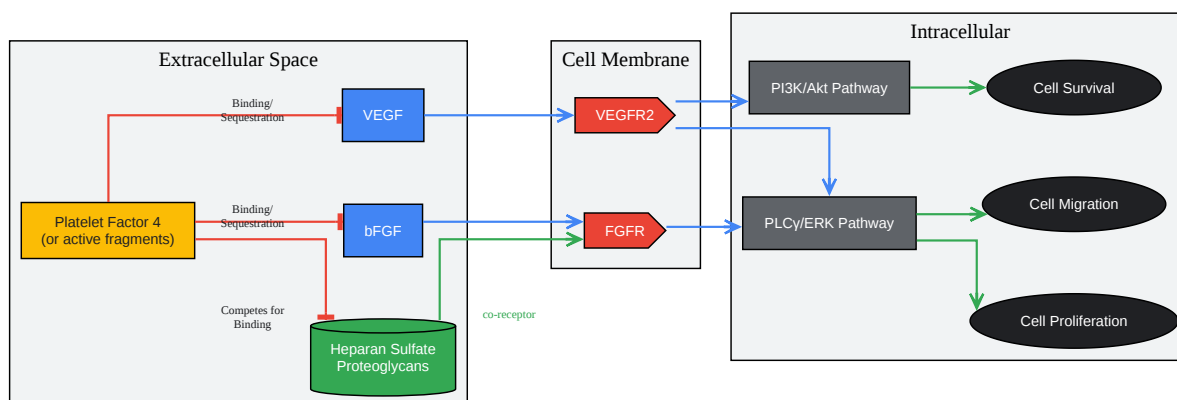 Extracellular Space
Cell Membrane
Intracellular
Binding/
Sequestration
VEGF
VEGFR2
PI3K/Akt Pathway
Cell Survival
Platelet Factor 4
(or active fragments)
Binding/
Sequestration
bFGF
FGFR
PLCγ/ERK Pathway
Cell Migration
Competes for
Binding
co-receptor
Heparan Sulfate
Proteoglycans
Cell Proliferation